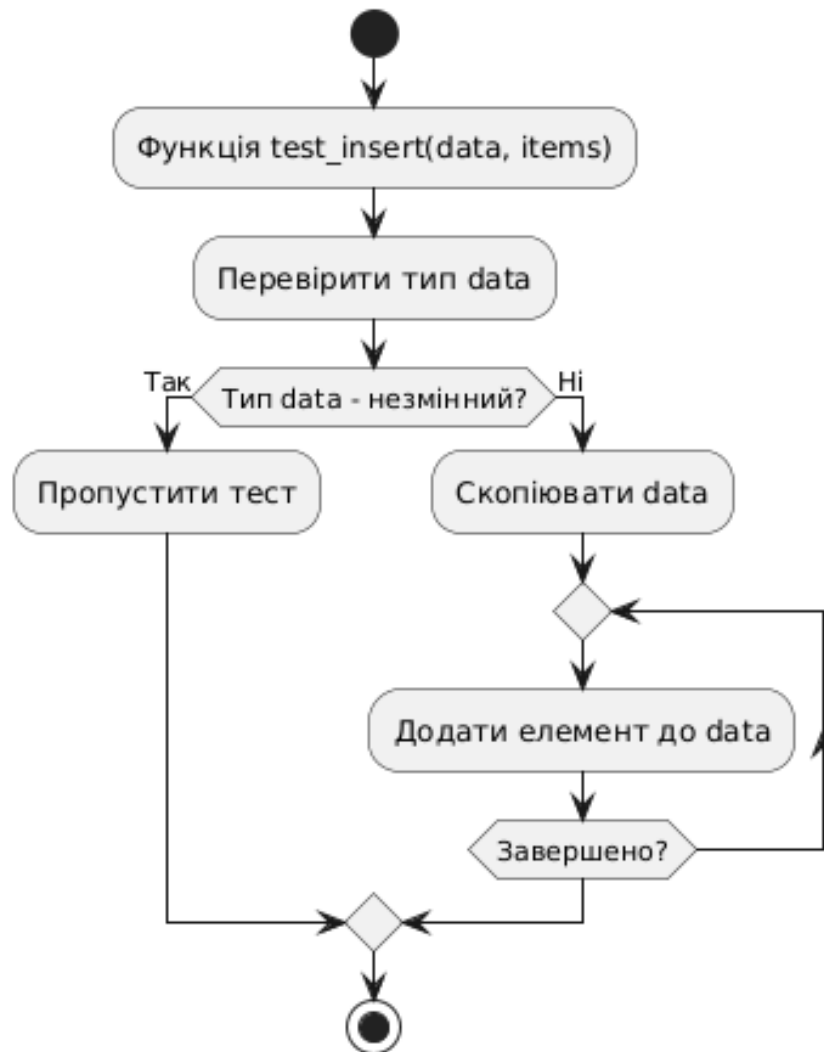 Функція test_insert(data, items)
Перевірити тип data
Так
Тип data - незмінний?
Ні
Пропустити тест
Скопіювати data
Додати елемент до data
Завершено?